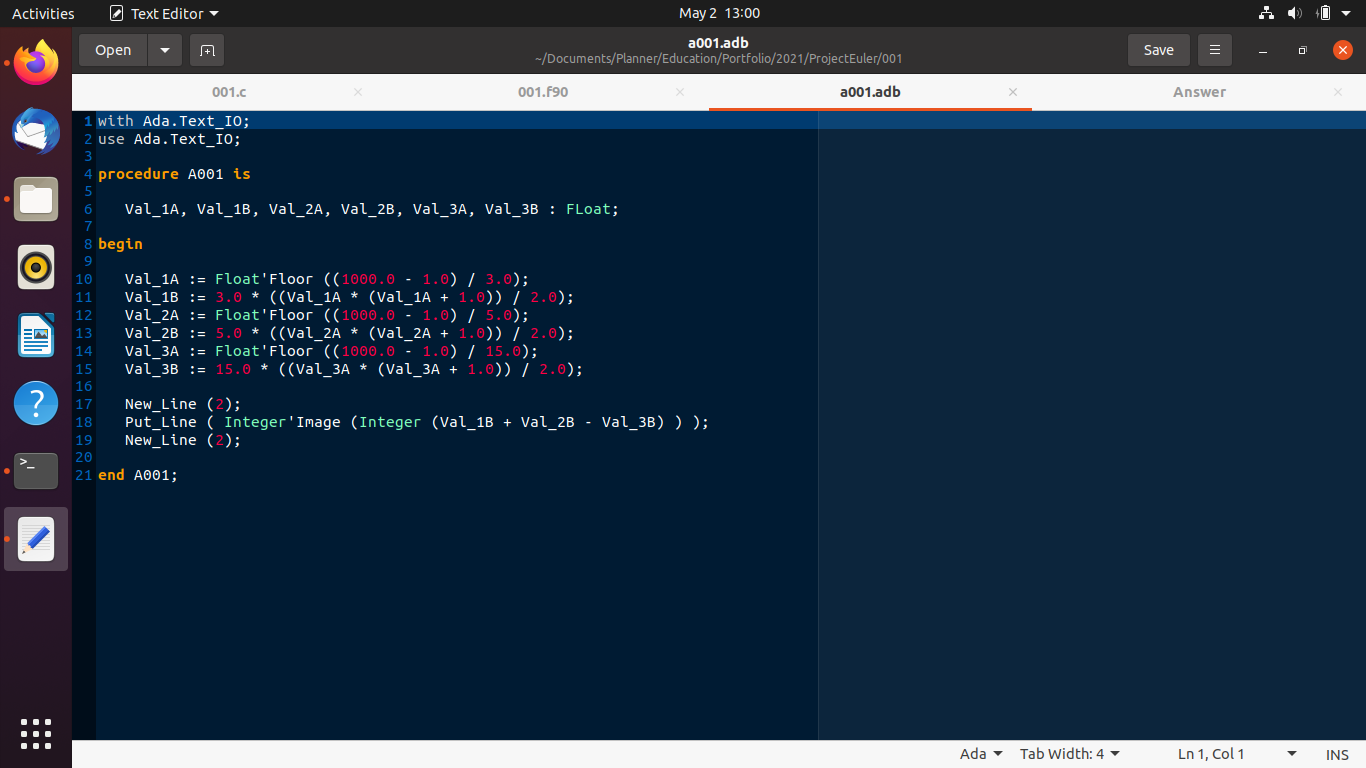 Activities Text Editor May 2 13:00
Open a001.adb Save
~/Documents/Planner/Education/Portfolio/2021/ProjectEuler/001
001.c 001.f90 a001.adb Answer
1 with Ada.Text_IO;
2 use Ada.Text_IO;
3
4 procedure A001 is
5
6    Val_1A, Val_1B, Val_2A, Val_2B, Val_3A, Val_3B : FLoat;
7
8 begin
9
10    Val_1A := Float'Floor ((1000.0 - 1.0) / 3.0);
11    Val_1B := 3.0 * ((Val_1A * (Val_1A + 1.0)) / 2.0);
12    Val_2A := Float'Floor ((1000.0 - 1.0) / 5.0);
13    Val_2B := 5.0 * ((Val_2A * (Val_2A + 1.0)) / 2.0);
14    Val_3A := Float'Floor ((1000.0 - 1.0) / 15.0);
15    Val_3B := 15.0 * ((Val_3A * (Val_3A + 1.0)) / 2.0);
16
17    New_Line (2);
18    Put_Line ( Integer'Image (Integer (Val_1B + Val_2B - Val_3B) ) );
19    New_Line (2);
20
21 end A001;
Ada Tab Width: 4 Ln 1, Col 1 INS